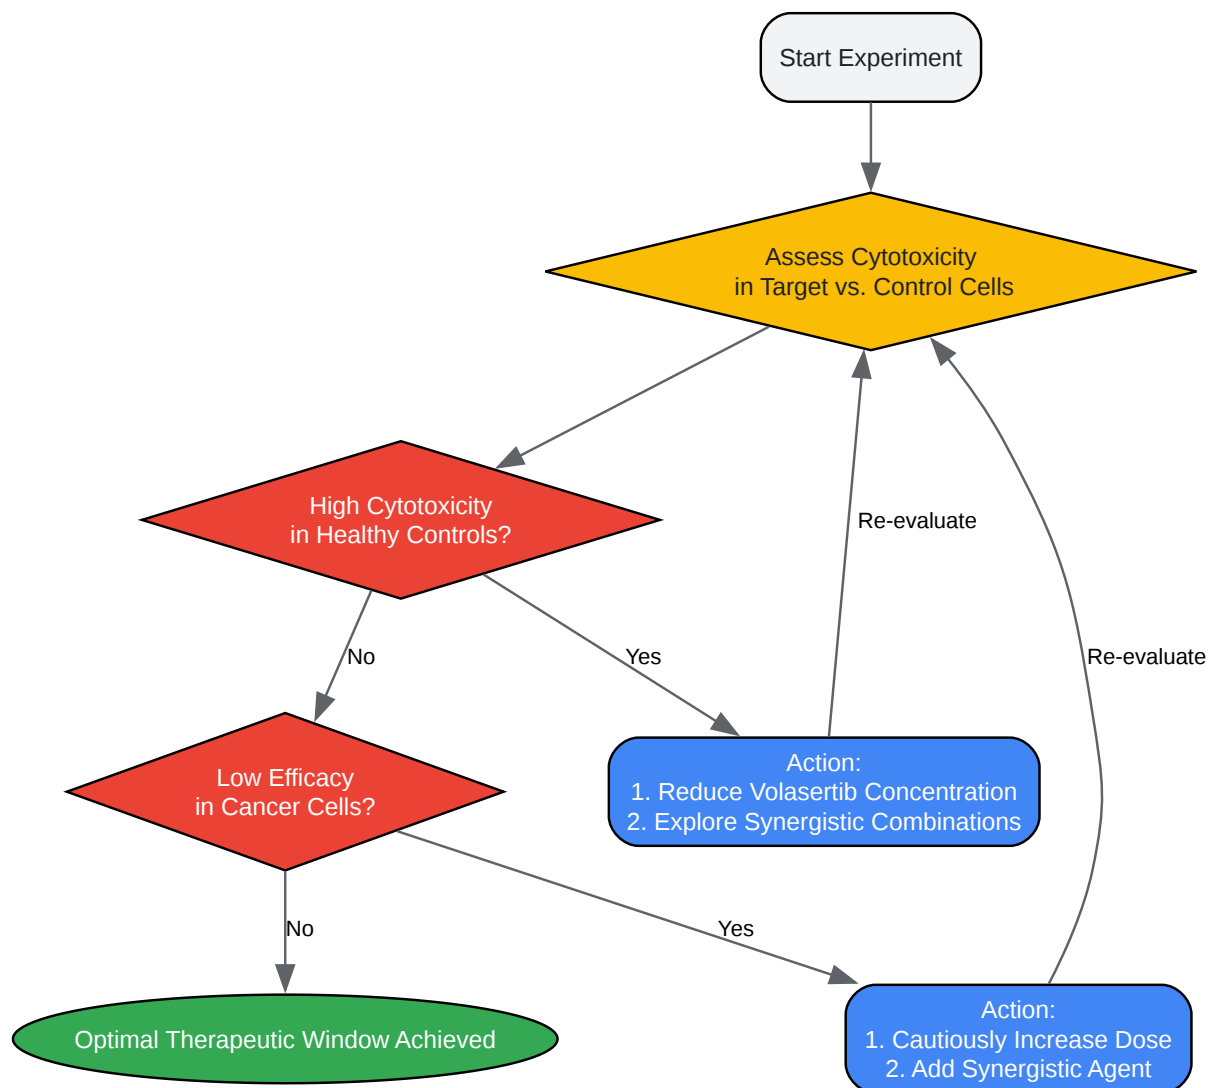 Start Experiment
Assess Cytotoxicity
in Target vs. Control Cells
High Cytotoxicity
in Healthy Controls?
Re-evaluate
No
Yes
Re-evaluate
Low Efficacy
in Cancer Cells?
Action:
1. Reduce Volasertib Concentration
2. Explore Synergistic Combinations
No
Yes
Optimal Therapeutic Window Achieved
Action:
1. Cautiously Increase Dose
2. Add Synergistic Agent